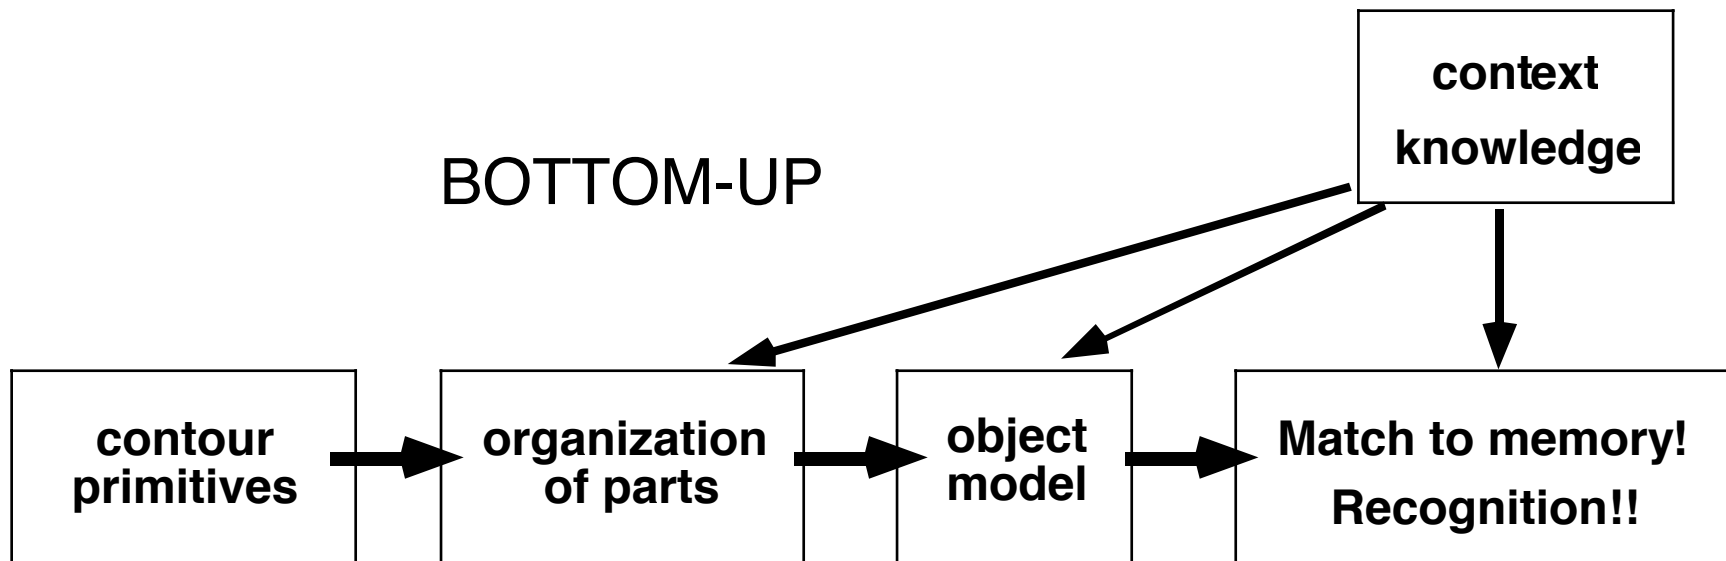 context
knowledge
BOTTOM-UP
contour
primitives
organization
of parts
object
model
Match to memory!
Recognition!!